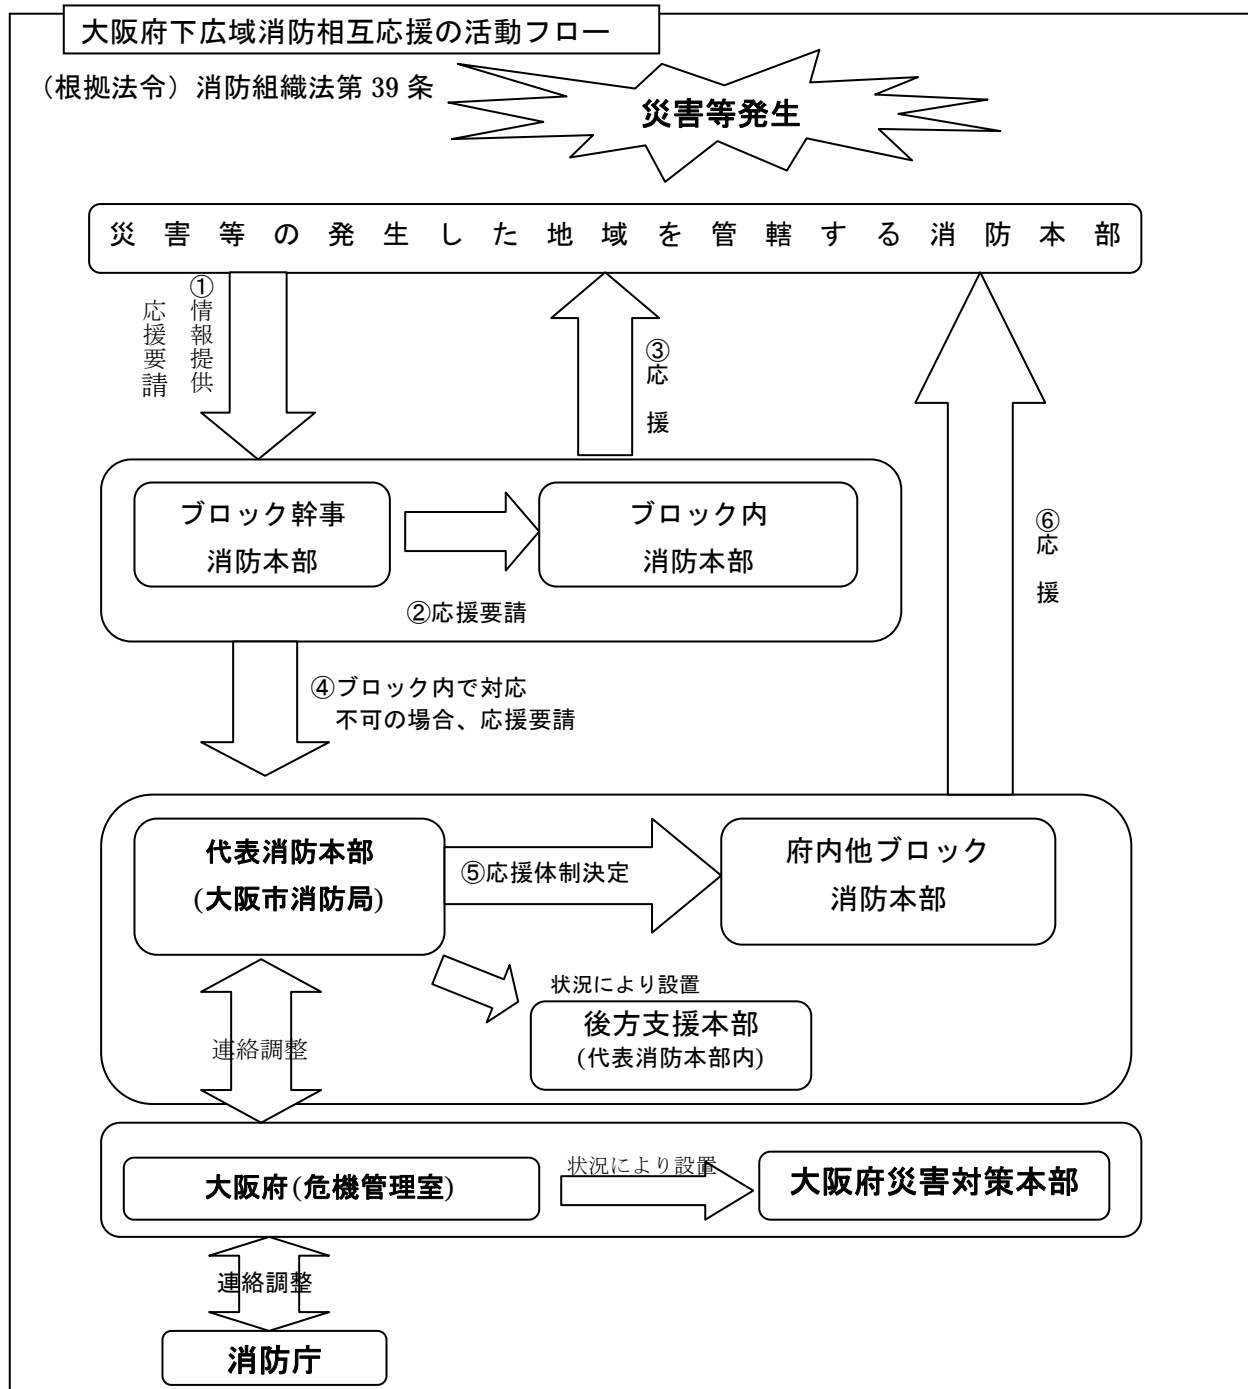 大阪府下広域消防相互応援の活動フロー
（根拠法令）消防組織法第 39 条
災害等発生
災害等の発生した地域を管轄する消防本部
①情報提供
応援要請
③応援
⑥応援
ブロック幹事
消防本部
ブロック内
消防本部
②応援要請
④ブロック内で対応
不可の場合、応援要請
代表消防本部
(大阪市消防局)
⑤応援体制決定
府内他ブロック
消防本部
状況により設置
後方支援本部
(代表消防本部内)
連絡調整
大阪府(危機管理室)
状況により設置
大阪府災害対策本部
連絡調整
消防庁